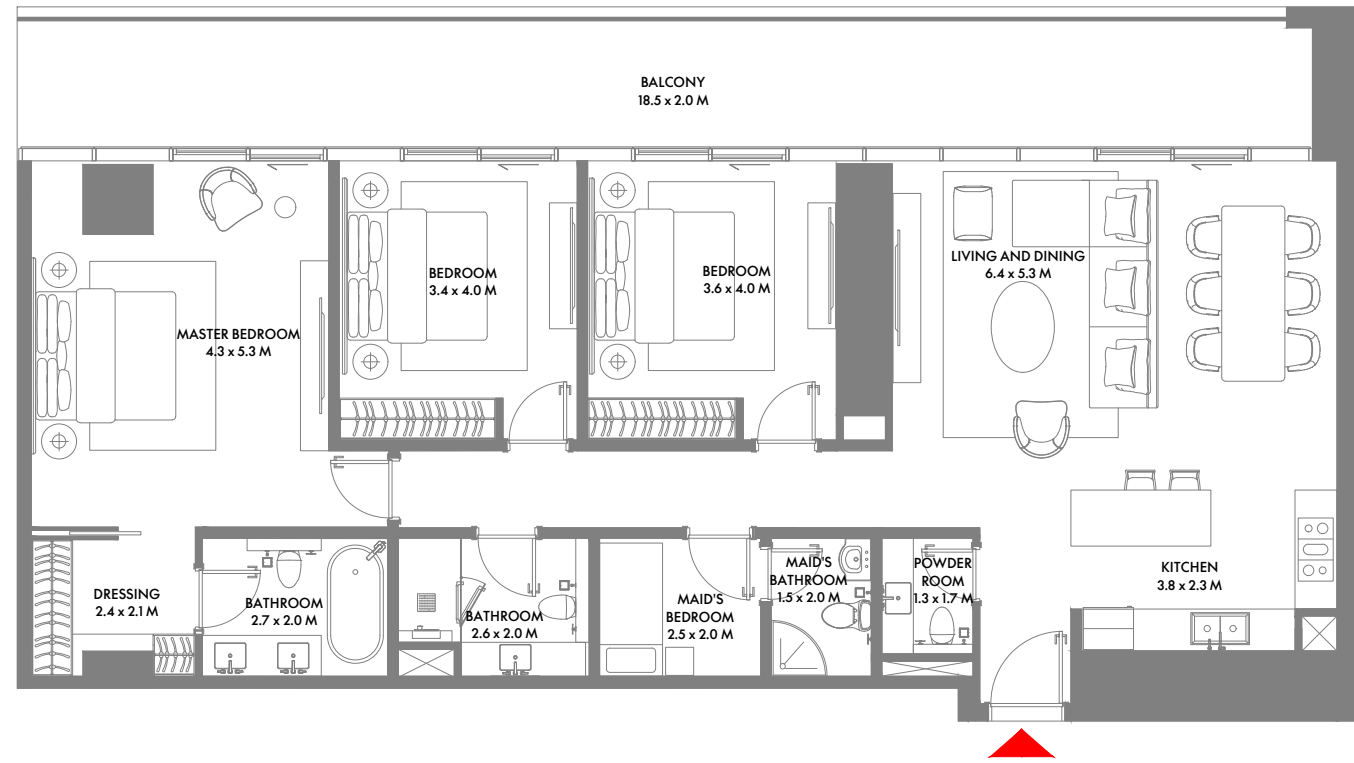 BALCONY
18.5 x 2.0 M
BEDROOM
3.4 x 4.0 M
BEDROOM
3.6 x 4.0 M
LIVING AND DINING
6.4 x 5.3 M
MASTER BEDROOM
4.3 x 5.3 M
DRESSING
2.4 x 2.1 M
BATHROOM
2.7 x 2.0 M
BATHROOM
2.6 x 2.0 M
MAID'S
BEDROOM
2.5 x 2.0 M
MAID'S
BATHROOM
1.5 x 2.0 M
POWDER
ROOM
1.3 x 1.7 M
KITCHEN
3.8 x 2.3 M